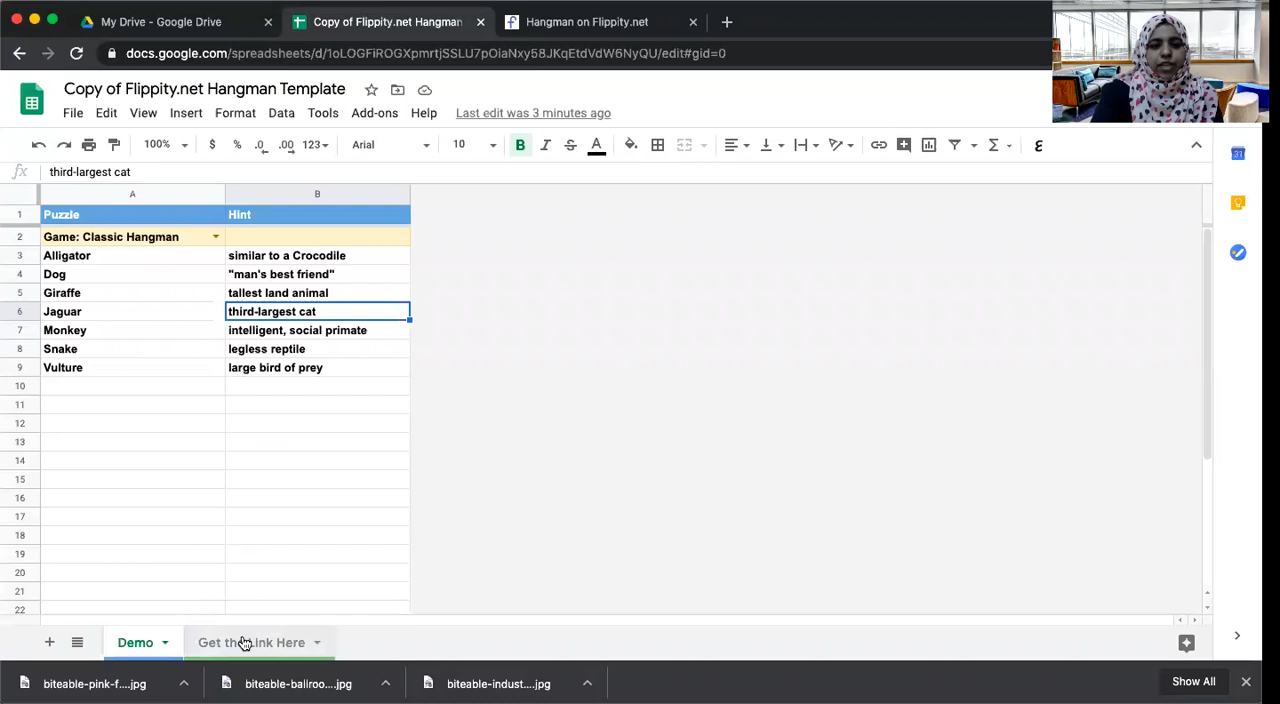 My Drive - Google Drive
Copy of Flippity.net Hangman
Hangman on Flippity.net
docs.google.com/spreadsheets/d/
/edit#gid=0
Copy of Flippity.net Hangman Template
File Edit View Insert Format Data Tools Add-ons Help Last edit was 3 minutes ago
100% $ % .0 .00 123 Arial 10 B I S A Σ ε
fx third-largest cat
A B
1 Puzzle Hint
2 Game: Classic Hangman
3 Alligator similar to a Crocodile
4 Dog "man's best friend"
5 Giraffe tallest land animal
6 Jaguar third-largest cat
7 Monkey intelligent, social primate
8 Snake legless reptile
9 Vulture large bird of prey
10
11
12
13
14
15
16
17
18
19
20
21
22
31
Demo Get the Link Here
biteable-pink-f....jpg biteable-ballroo....jpg biteable-indust....jpg Show All